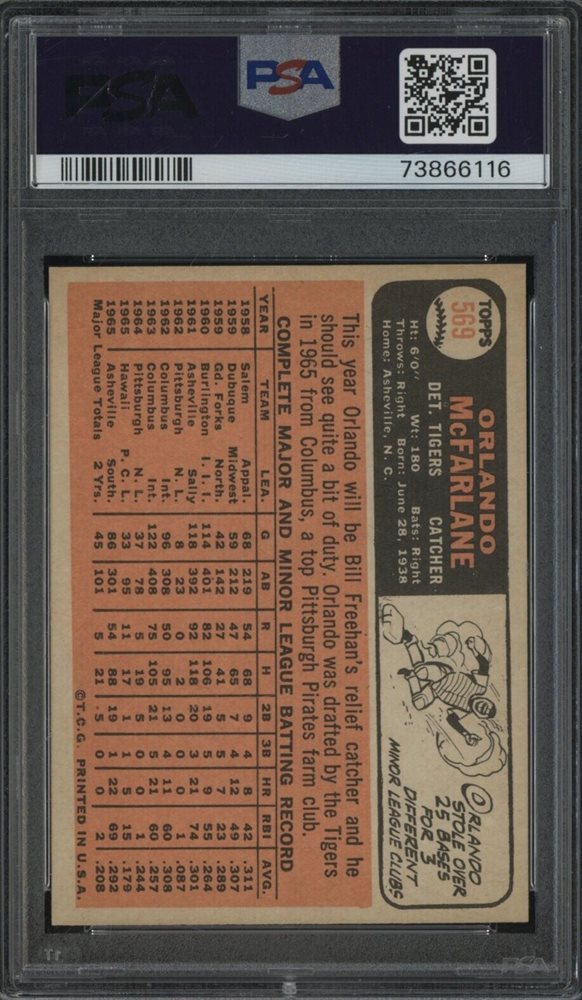 PSA
PSA
73866116
TOPPS
569
ORLANDO
McFARLANE
DET. TIGERS CATCHER
Ht: 6'0" Wt: 180 Bats: Right
Throws: Right Born: June 28, 1938
Home: Asheville, N. C.
ORLANDO
STOLE OVER
25 BASES
FOR 3
DIFFERENT
MINOR LEAGUE CLUBS
This year Orlando will be Bill Freehan's relief catcher and he
should see quite a bit of duty. Orlando was drafted by the Tigers
in 1965 from Columbus, a top Pittsburgh Pirates farm club.
COMPLETE MAJOR AND MINOR LEAGUE BATTING RECORD
YEAR TEAM LEA. G AB R H 2B 3B HR RBI AVG.
1958 Salem Appal. 68 219 54 68 9 4 8 42 .311
1959 Dubuque Midwest 59 212 47 65 7 4 12 49 .307
1959 Gd. Forks North. 42 142 27 41 5 5 7 23 .289
1960 Burlington I. I. I. 114 401 82 106 19 5 9 55 .264
1961 Asheville Sally 118 392 92 118 20 3 21 74 .301
1962 Pittsburgh N. L. 8 23 0 2 0 0 0 1 .087
1962 Columbus Int. 96 308 50 95 13 4 11 60 .308
1963 Columbus Int. 122 408 75 105 21 5 21 60 .257
1964 Pittsburgh N. L. 37 78 5 19 5 0 0 1 .244
1965 Hawaii P. C. L. 33 95 11 17 1 1 5 15 .179
1965 Asheville South. 86 301 54 88 19 1 22 69 .292
Major League Totals 2 Yrs. 45 101 5 21 5 0 0 2 .208
©T.C.G. PRINTED IN U.S.A.